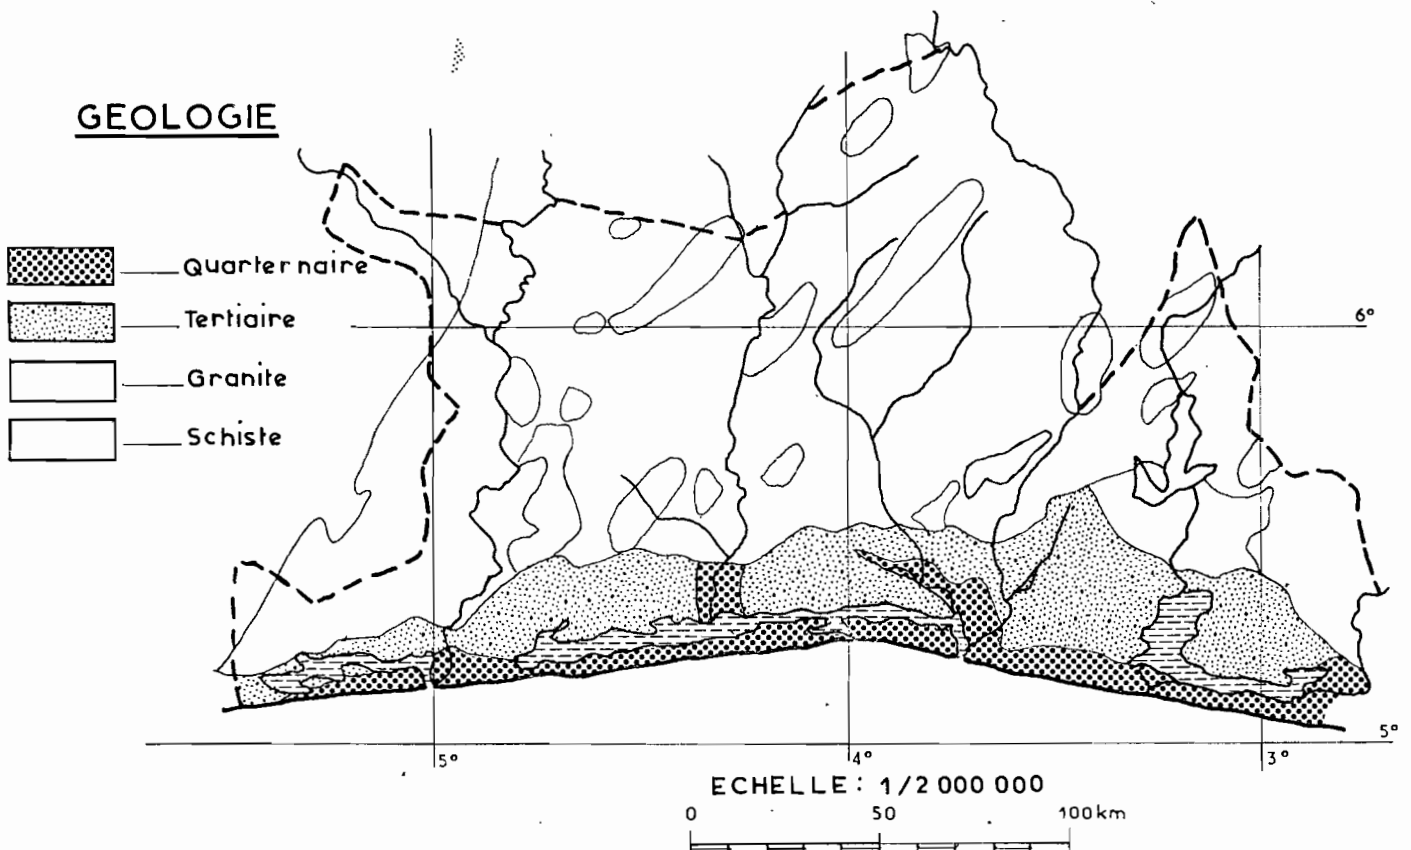 GEOLOGIE
Quarternaire
Tertiaire
Granite
Schiste
6°
5°
5°
4°
3°
ECHELLE: 1/2 000 000
0 50 100km